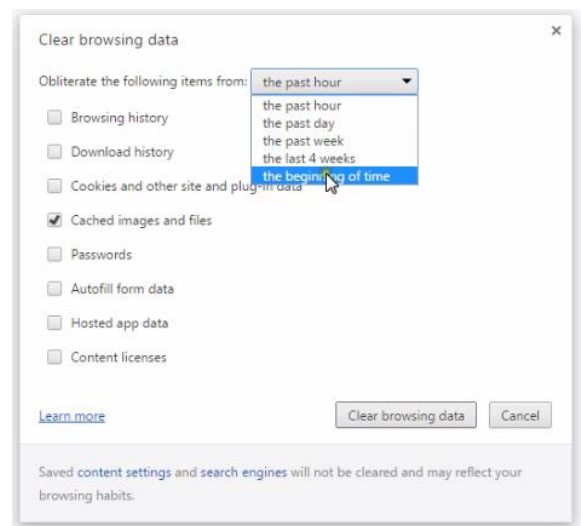 Clear browsing data
Obliterate the following items from: the past hour
the past hour
Browsing history
the past day
the past week
Download history
the last 4 weeks
the beginning of time
Cookies and other site and plug-in data
Cached images and files
Passwords
Autofill form data
Hosted app data
Content licenses
Learn more
Clear browsing data
Cancel
Saved content settings and search engines will not be cleared and may reflect your
browsing habits.